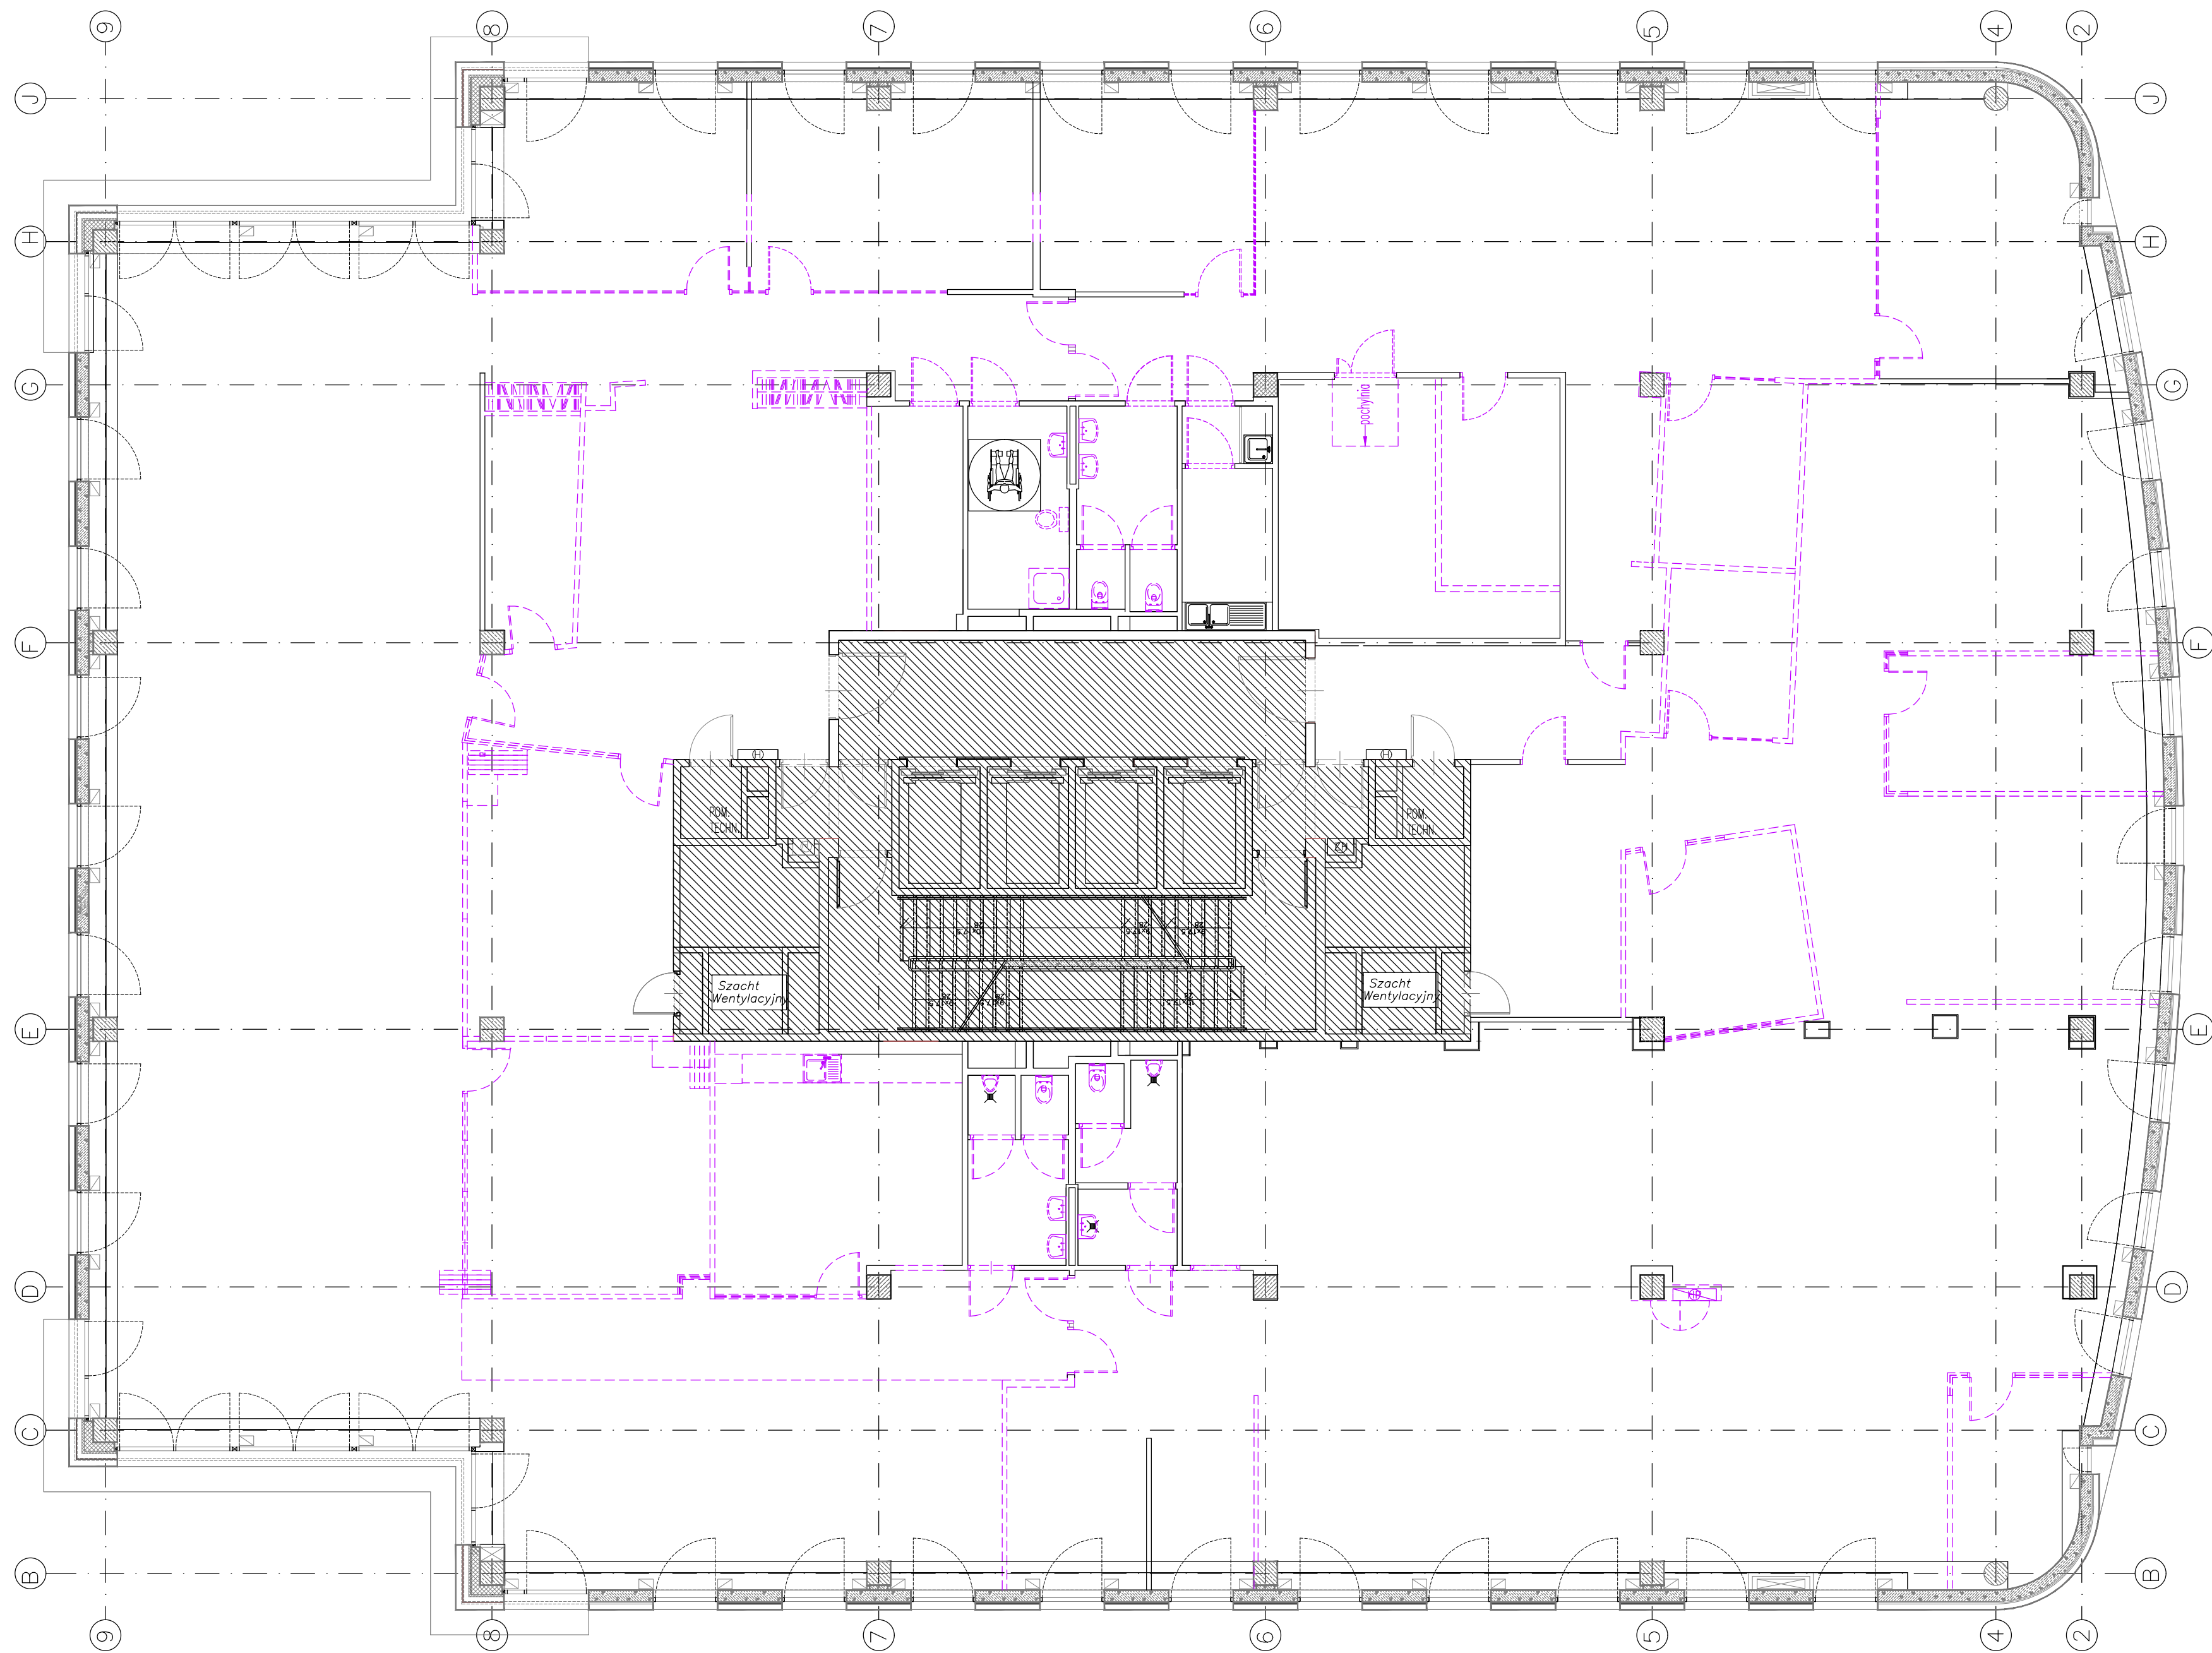 9
8
7
6
5
4
2
J
J
H
H
G
G
pochylnia
F
F
H
H
POM.
TECHN.
POM.
TECHN.
Szacht
Wentylacyjny
Szacht
Wentylacyjny
E
E
D
D
C
C
B
B
9
8
7
6
5
4
2